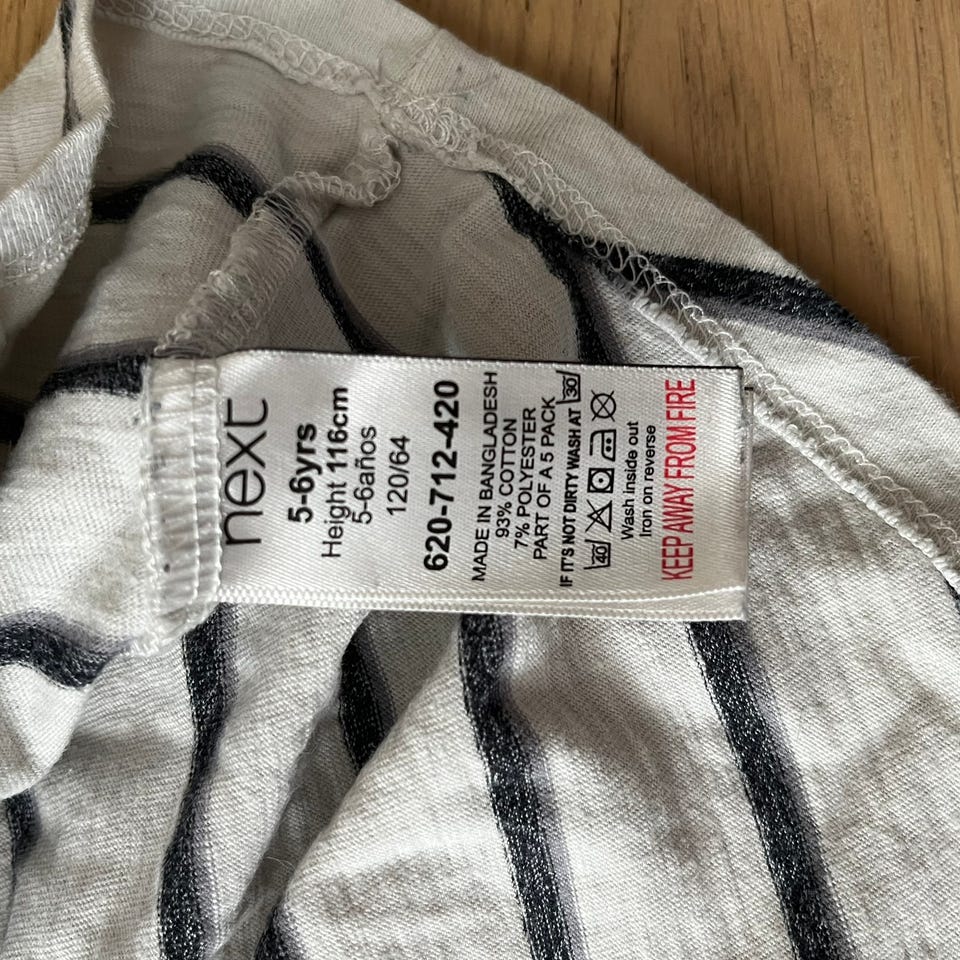 next
5-6yrs
Height 116cm
5-6años
120/64
620-712-420
MADE IN BANGLADESH
93% COTTON
7% POLYESTER
PART OF A 5 PACK
IF IT'S NOT DIRTY WASH AT 30
40
Wash inside out
Iron on reverse
KEEP AWAY FROM FIRE